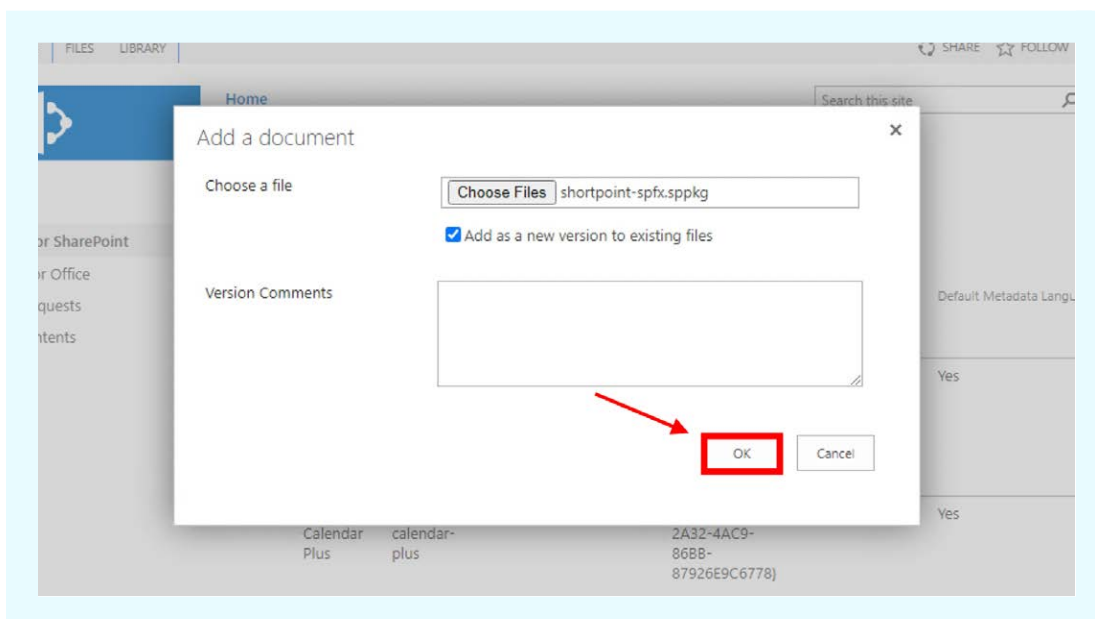 FILES LIBRARY SHARE FOLLOW
Home Search this site
Add a document
Choose a file Choose Files shortpoint-spfx.sppkg
Add as a new version to existing files
or SharePoint
or Office
quests
ntents
Version Comments
Default Metadata Langu
Yes
OK Cancel
Yes
Calendar calendar- 2A32-4AC9-
Plus plus 86BB-
87926E9C6778)